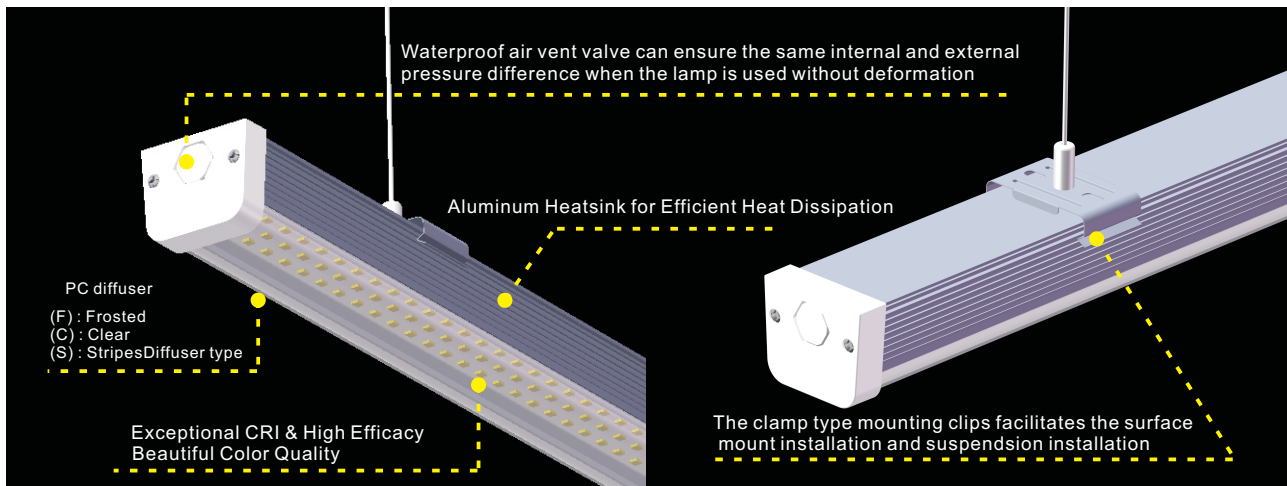 Waterproof air vent valve can ensure the same internal and external
pressure difference when the lamp is used without deformation
Aluminum Heatsink for Efficient Heat Dissipation
PC diffuser
(F) : Frosted
(C) : Clear
(S) : StripesDiffuser type
Exceptional CRI & High Efficacy
Beautiful Color Quality
The clamp type mounting clips facilitates the surface
mount installation and suspendsion installation